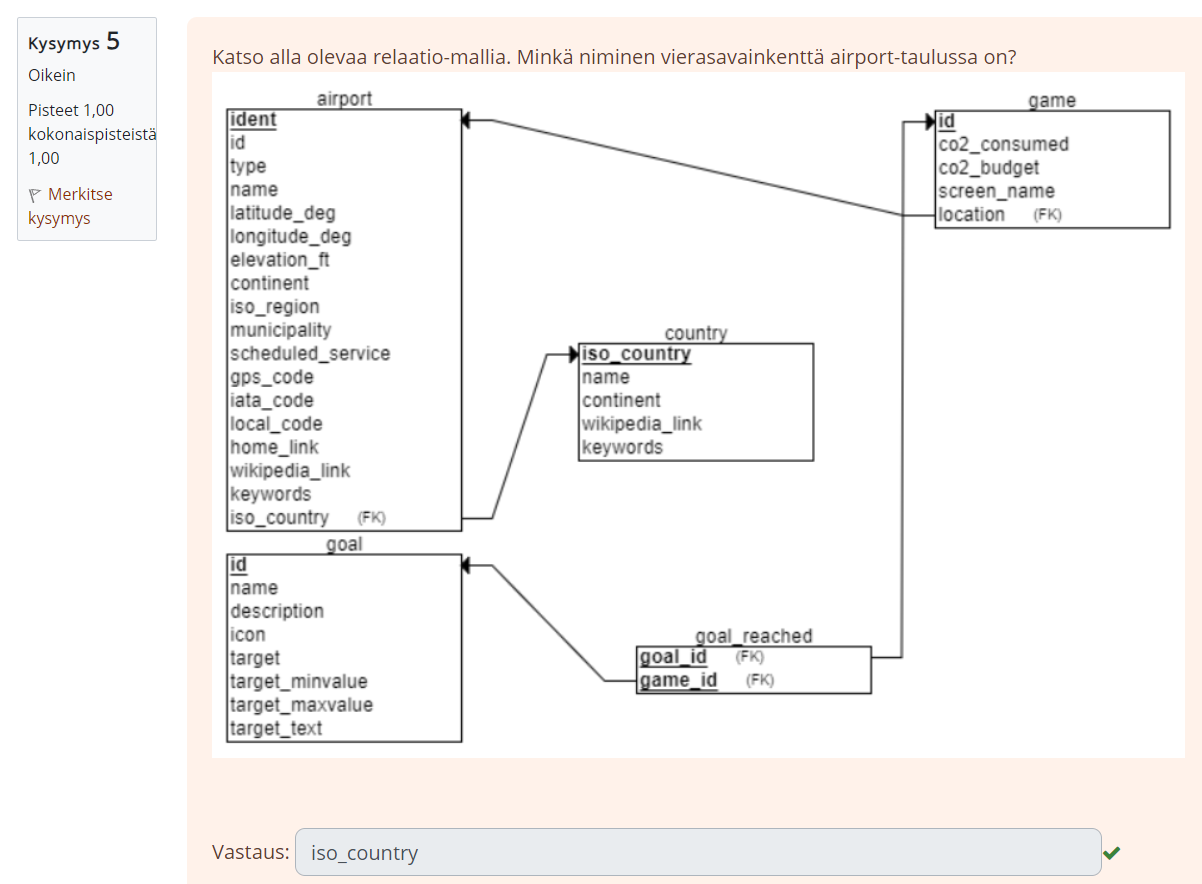 Kysymys 5
Oikein
Pisteet 1,00
kokonaispisteistä
1,00
Merkitse
kysymys
Katso alla olevaa relaatio-mallia. Minkä niminen vierasavainkenttä airport-taulussa on?
airport
ident
id
type
name
latitude_deg
longitude_deg
elevation_ft
continent
iso_region
municipality
scheduled_service
gps_code
iata_code
local_code
home_link
wikipedia_link
keywords
iso_country (FK)
game
id
co2_consumed
co2_budget
screen_name
location (FK)
country
iso_country
name
continent
wikipedia_link
keywords
goal
id
name
description
icon
target
target_minvalue
target_maxvalue
target_text
goal_reached
goal_id (FK)
game_id (FK)
Vastaus: iso_country